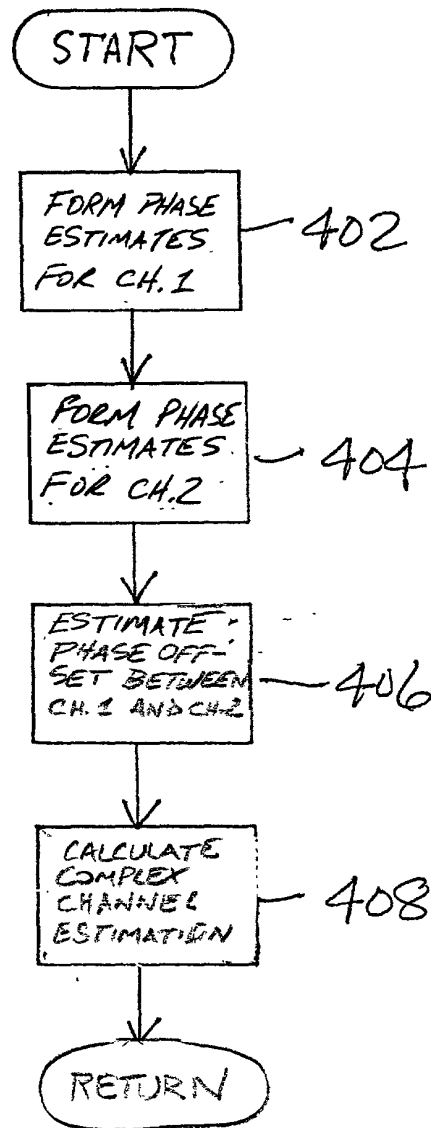 START
FORM PHASE
ESTIMATES
FOR CH.1
402
FORM PHASE
ESTIMATES
FOR CH.2
404
ESTIMATE
PHASE OFF-
SET BETWEEN
CH.1 AND CH.2
406
CALCULATE
COMPLEX
CHANNEL
ESTIMATION
408
RETURN